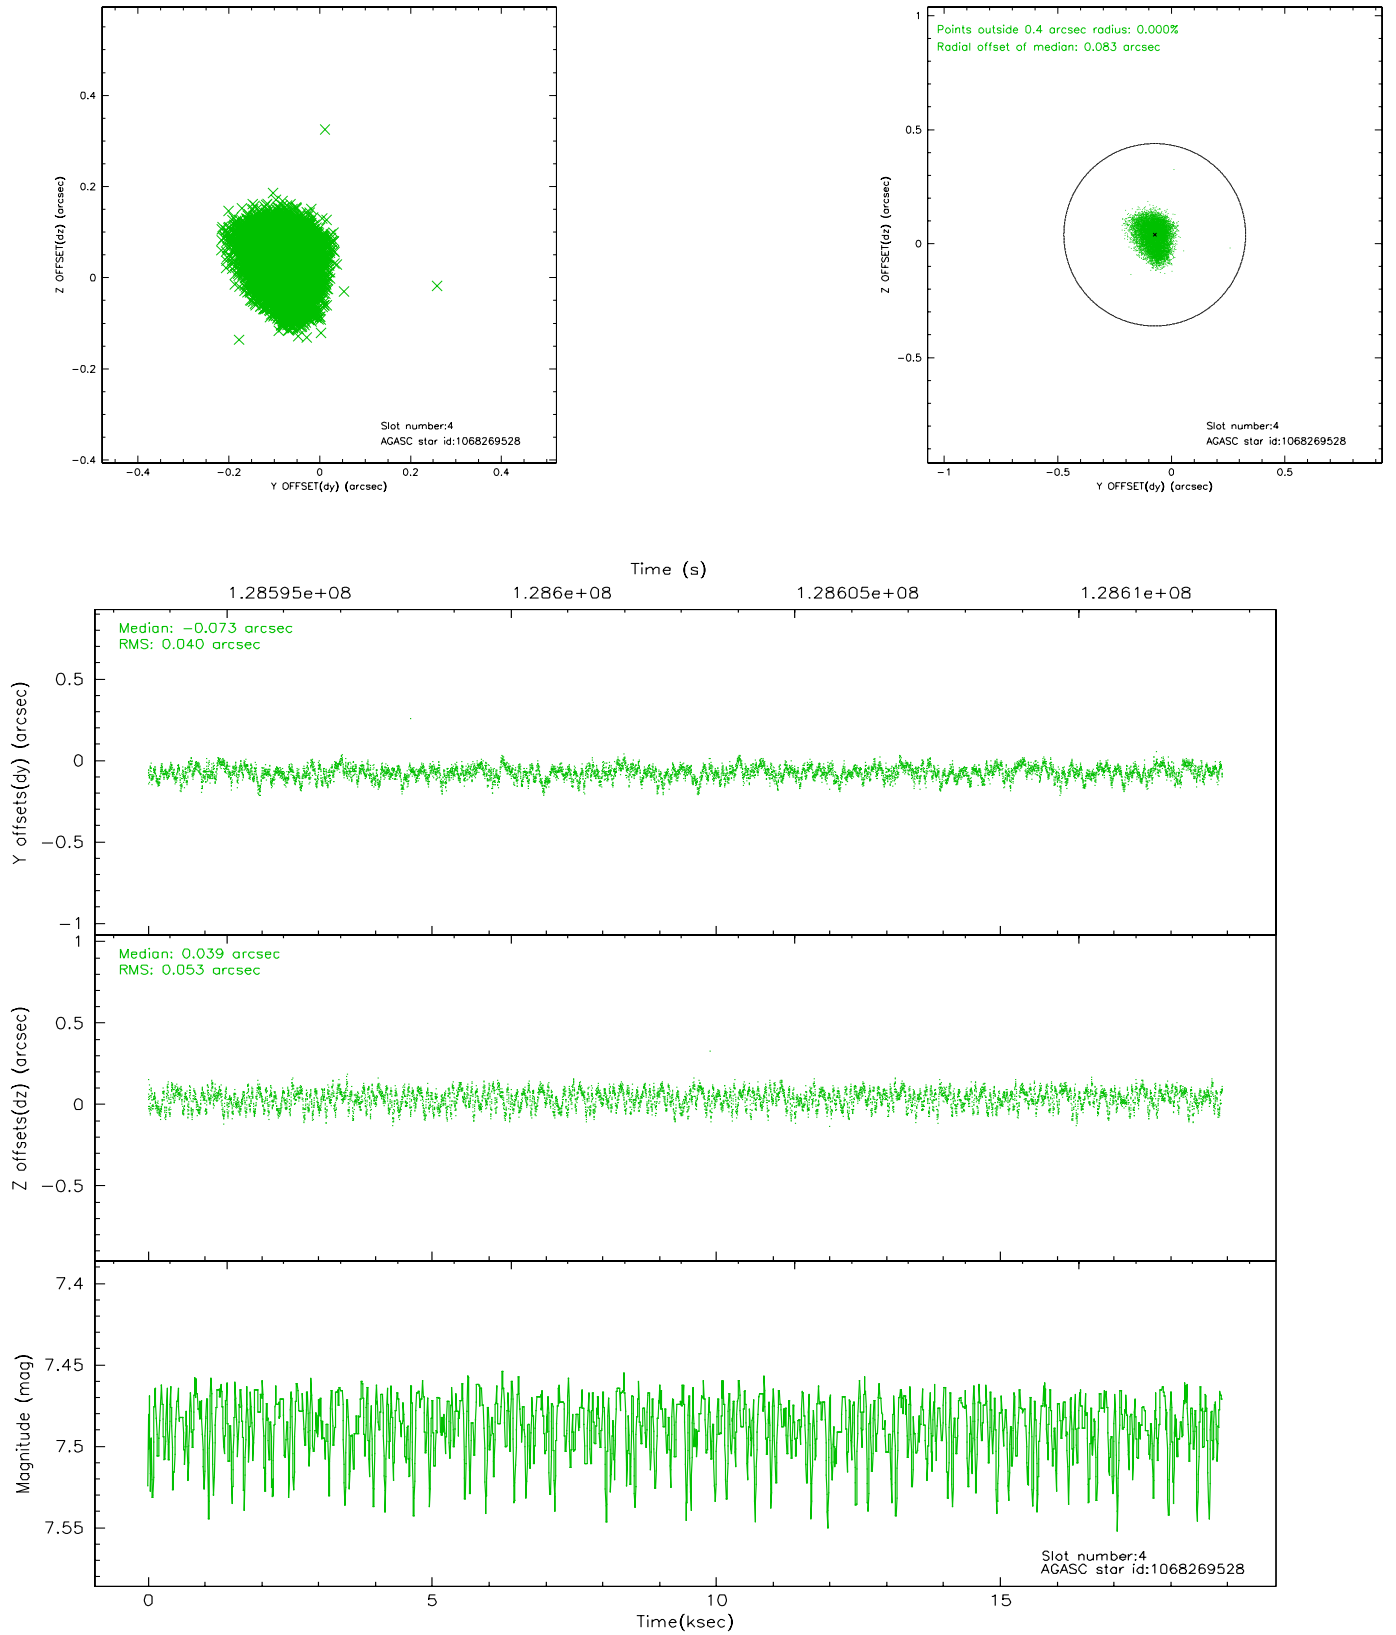 0.4
0.2
0
−0.2
−0.4
−0.4
−0.2
0
0.2
0.4
Z OFFSET(dz) (arcsec)
Y OFFSET(dy) (arcsec)
Slot number:4
AGASC star id:1068269528
Points outside 0.4 arcsec radius: 0.000%
Radial offset of median: 0.083 arcsec
1
0.5
0
−0.5
−1
−0.5
0
0.5
Z OFFSET(dz) (arcsec)
Y OFFSET(dy) (arcsec)
Slot number:4
AGASC star id:1068269528
Time (s)
1.28595e+08
1.286e+08
1.28605e+08
1.2861e+08
Median: −0.073 arcsec
RMS: 0.040 arcsec
0.5
0
−0.5
−1
Y offsets(dy) (arcsec)
Median: 0.039 arcsec
RMS: 0.053 arcsec
1
0.5
0
−0.5
Z offsets(dz) (arcsec)
7.4
7.45
7.5
7.55
Magnitude (mag)
Slot number:4
AGASC star id:1068269528
0
5
10
15
Time(ksec)